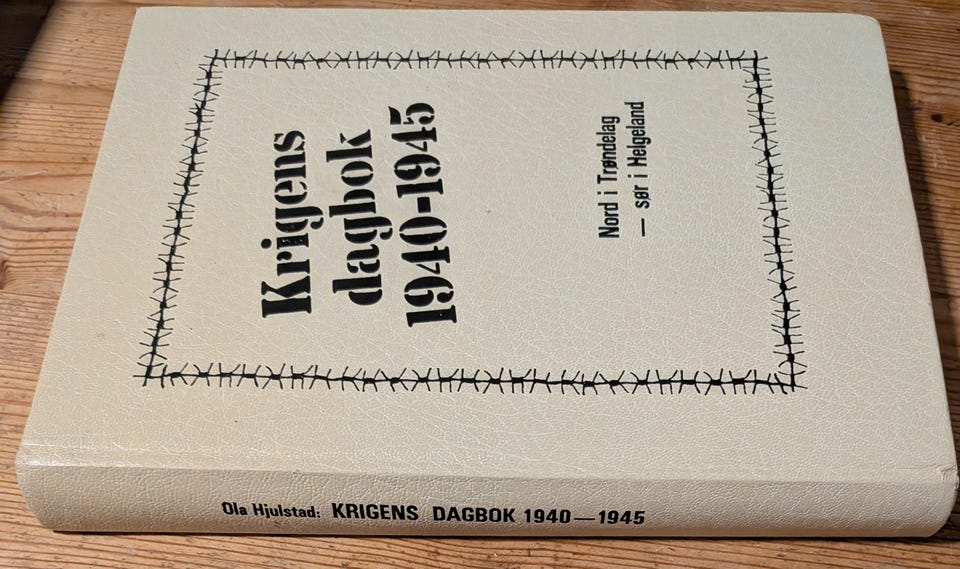 Krigens
dagbok
1940-1945
Nord i Trøndelag
— sør i Helgeland
Ola Hjulstad: KRIGENS DAGBOK 1940—1945